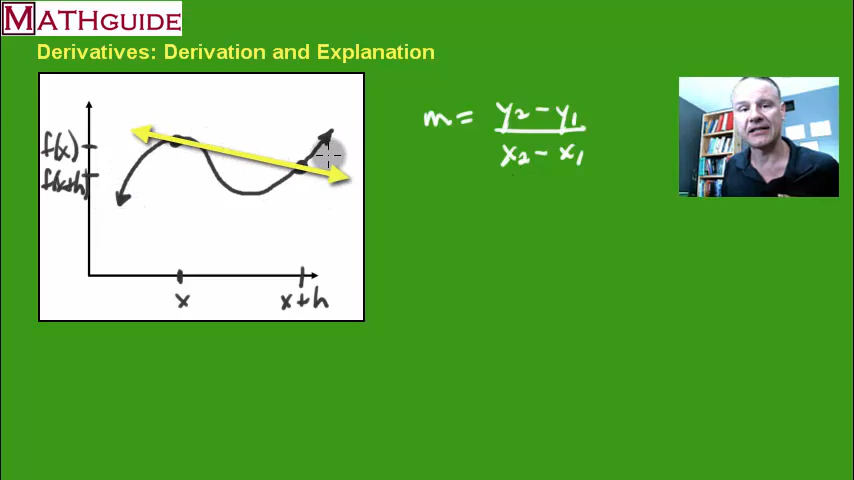 MATHGUIDE
Derivatives: Derivation and Explanation
f(x)
f(x+h)
x
x+h
m = y2 - y1
x2 - x1